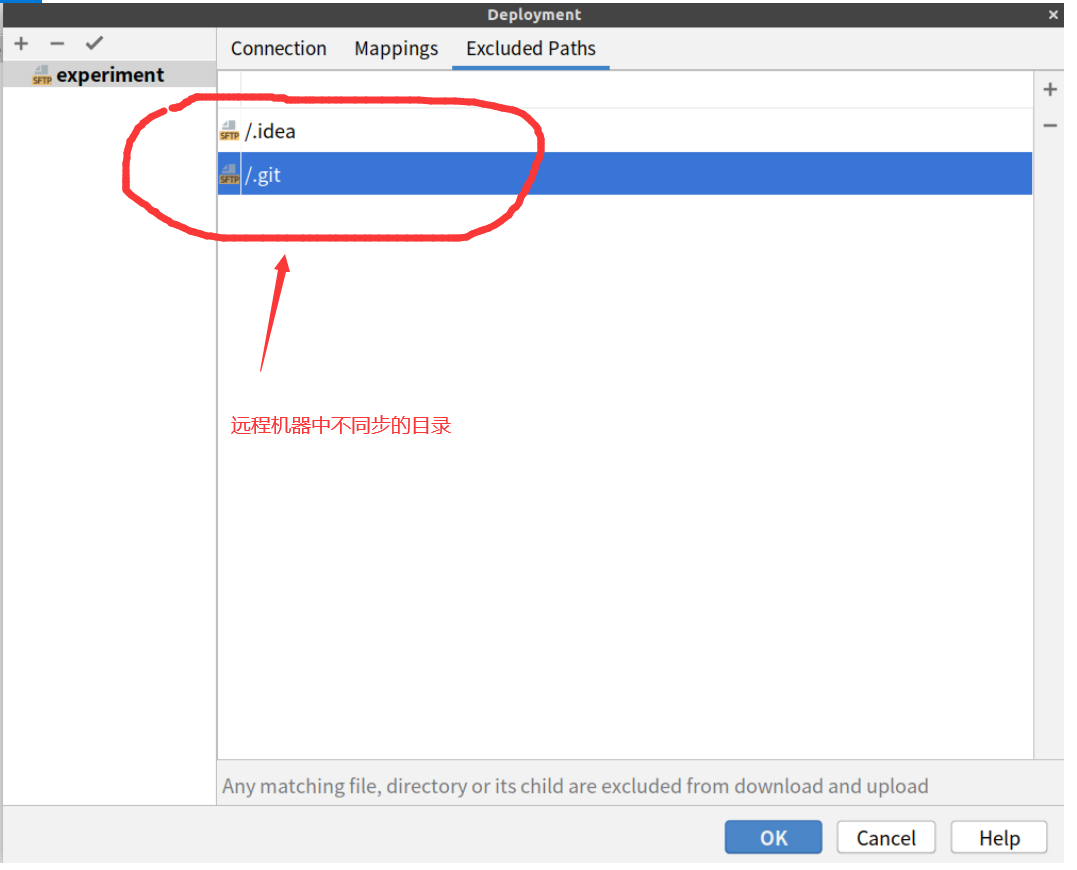 Deployment
experiment
Connection Mappings Excluded Paths
SFTP /.idea
SFTP /.git
远程机器中不同步的目录
Any matching file, directory or its child are excluded from download and upload
OK Cancel Help